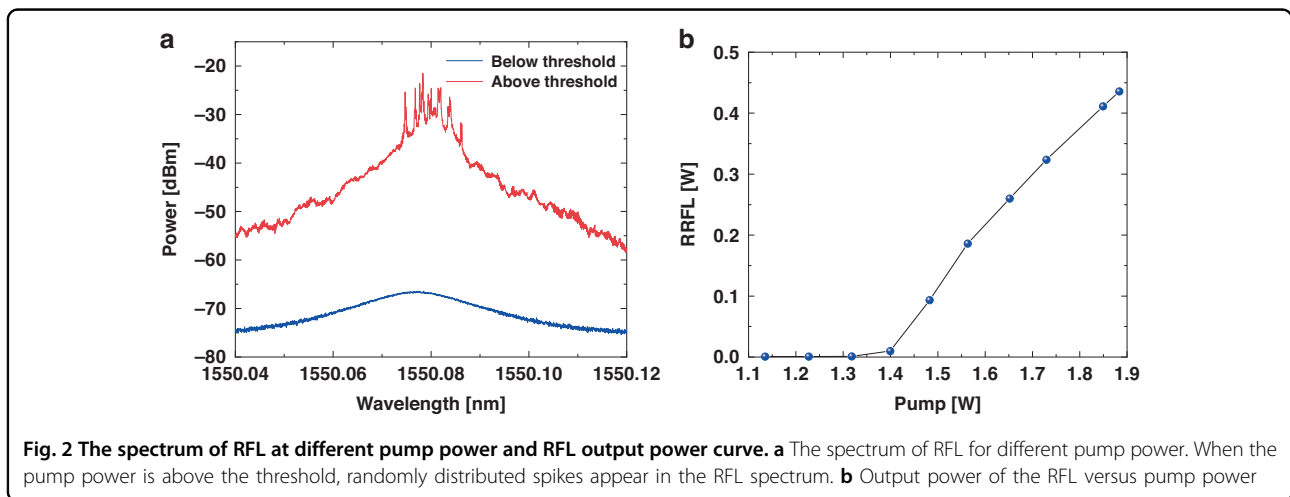 a
Below threshold
Above threshold
–20
–30
–40
–50
–60
–70
–80
Power [dBm]
1550.04
1550.06
1550.08
1550.10
1550.12
Wavelength [nm]
b
0.5
0.4
0.3
0.2
0.1
0.0
RRFL [W]
1.1
1.2
1.3
1.4
1.5
1.6
1.7
1.8
1.9
Pump [W]
Fig. 2 The spectrum of RFL at different pump power and RFL output power curve. a The spectrum of RFL for different pump power. When the
pump power is above the threshold, randomly distributed spikes appear in the RFL spectrum. b Output power of the RFL versus pump power